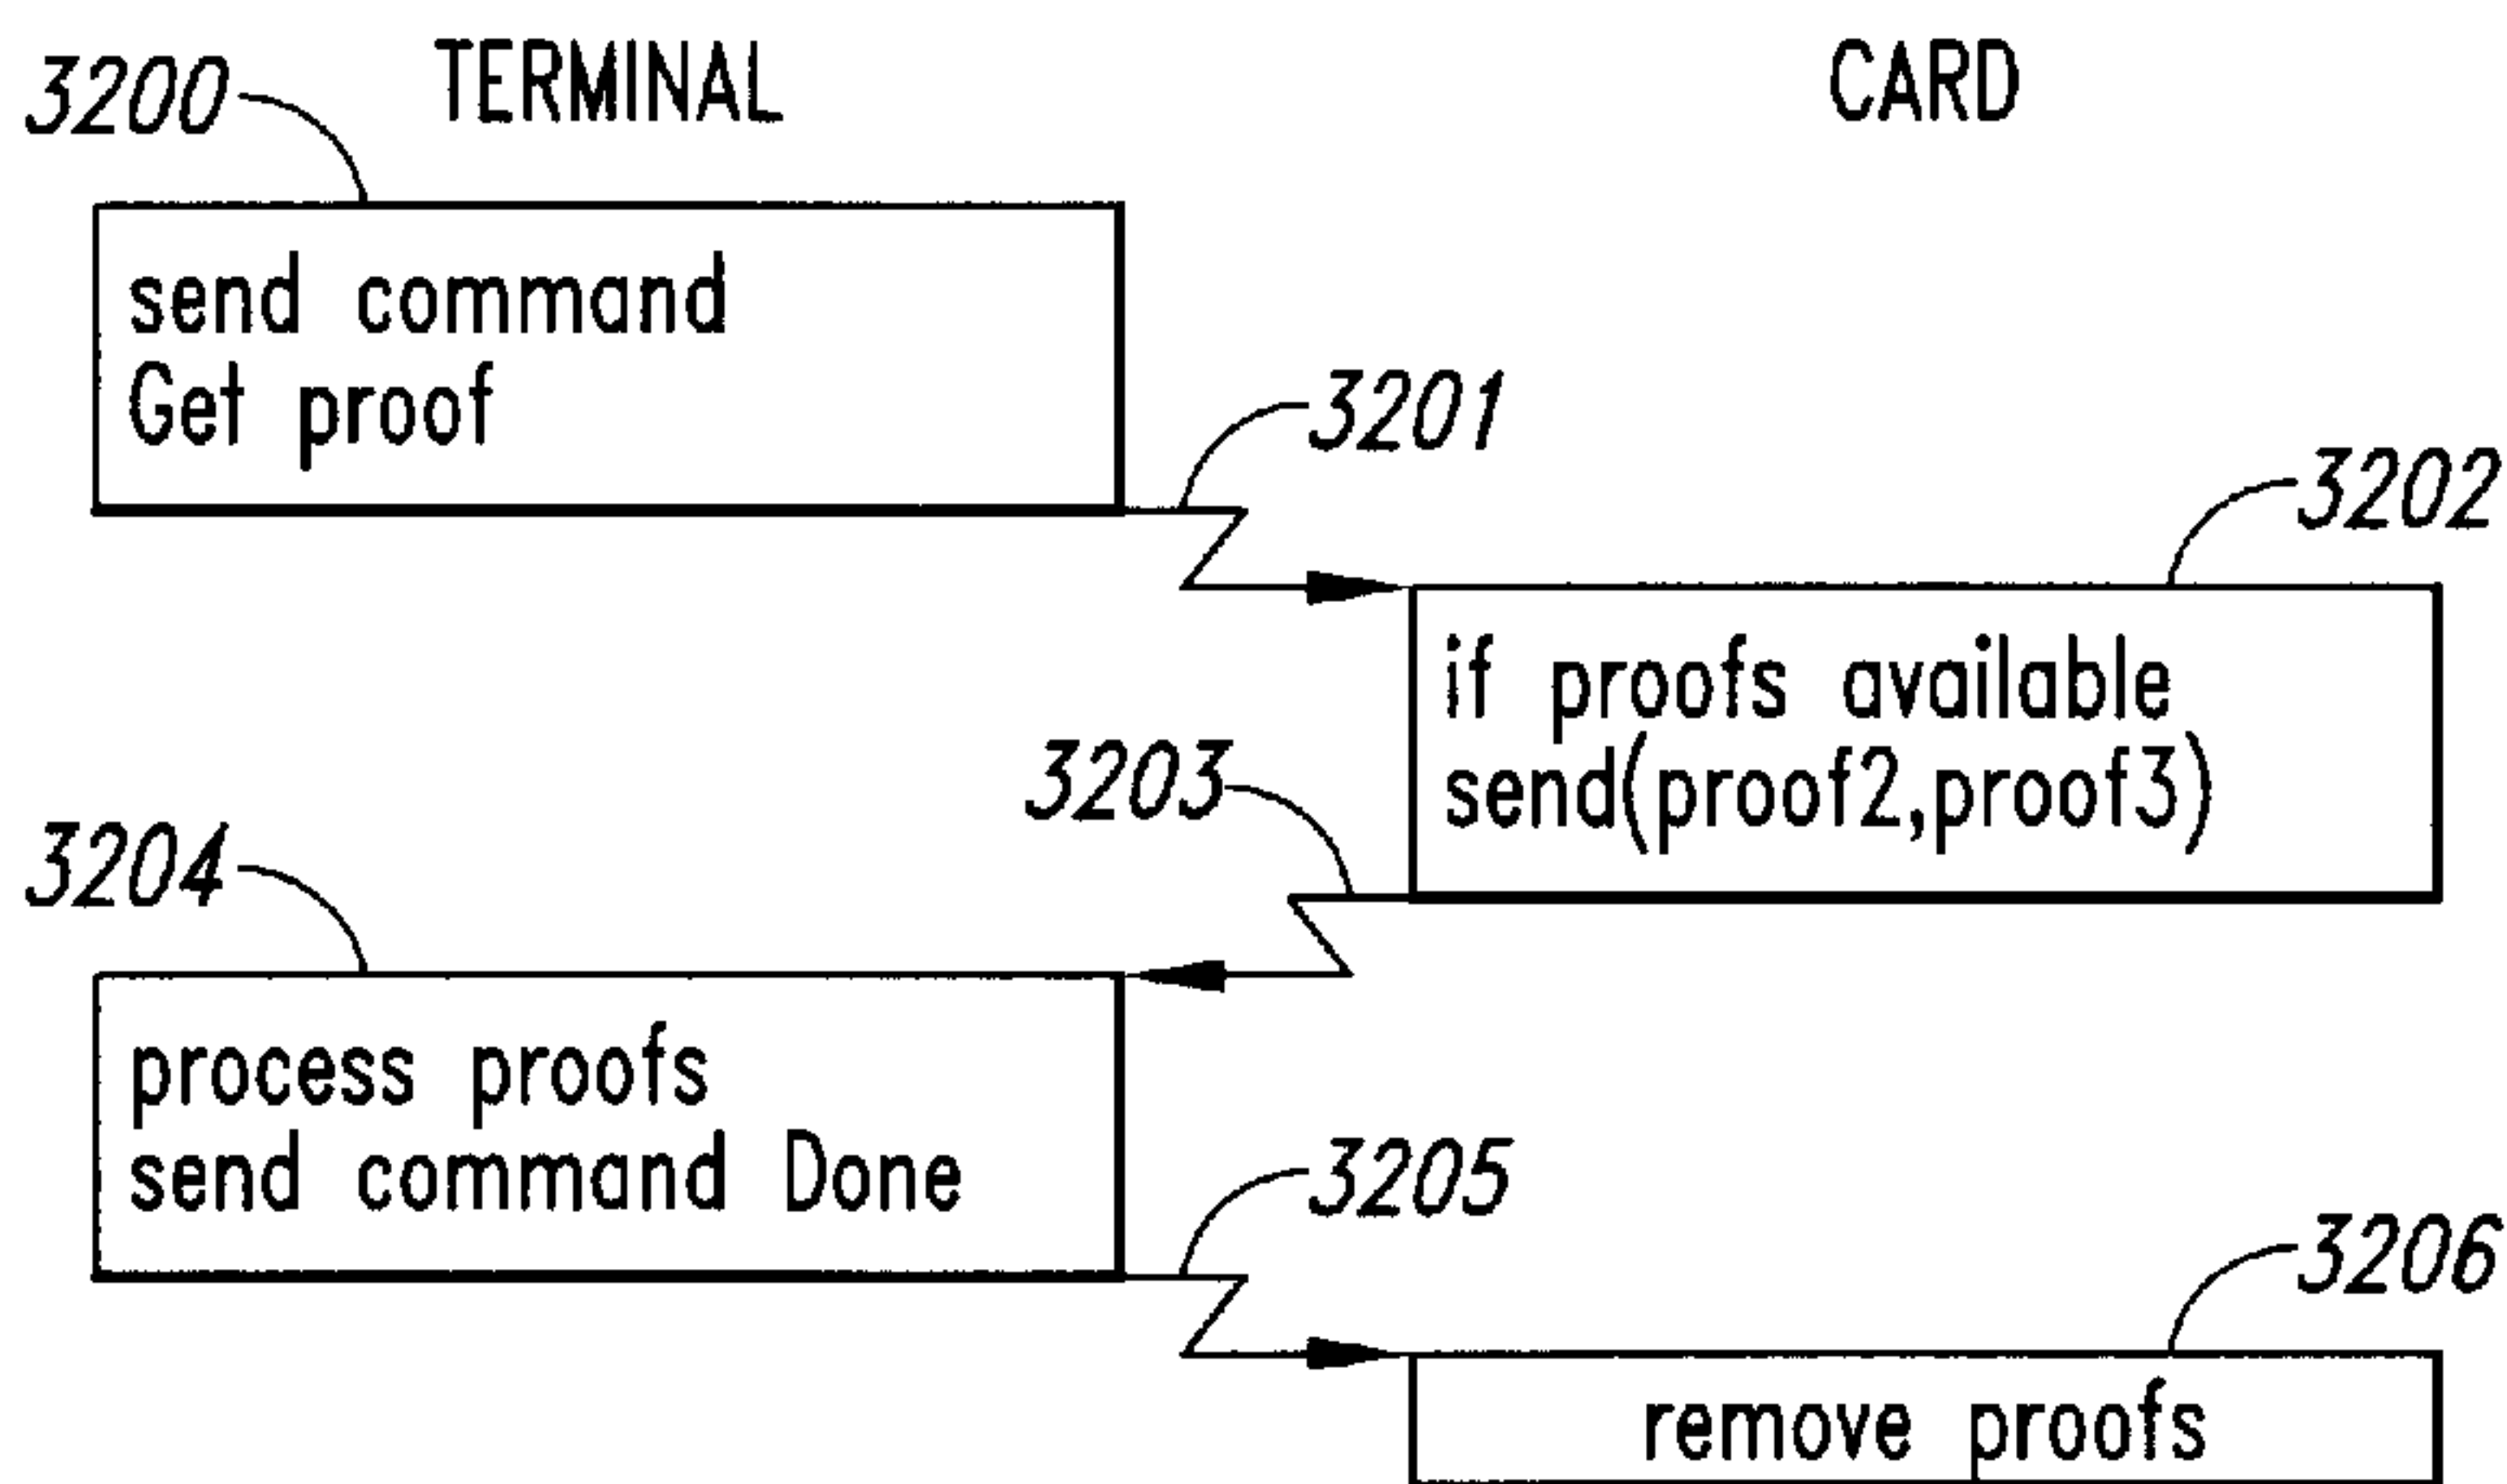 TERMINAL
CARD
3200
send command
Get proof
3201
3202
if proofs available
send(proof2,proof3)
3203
3204
process proofs
send command Done
3205
3206
remove proofs